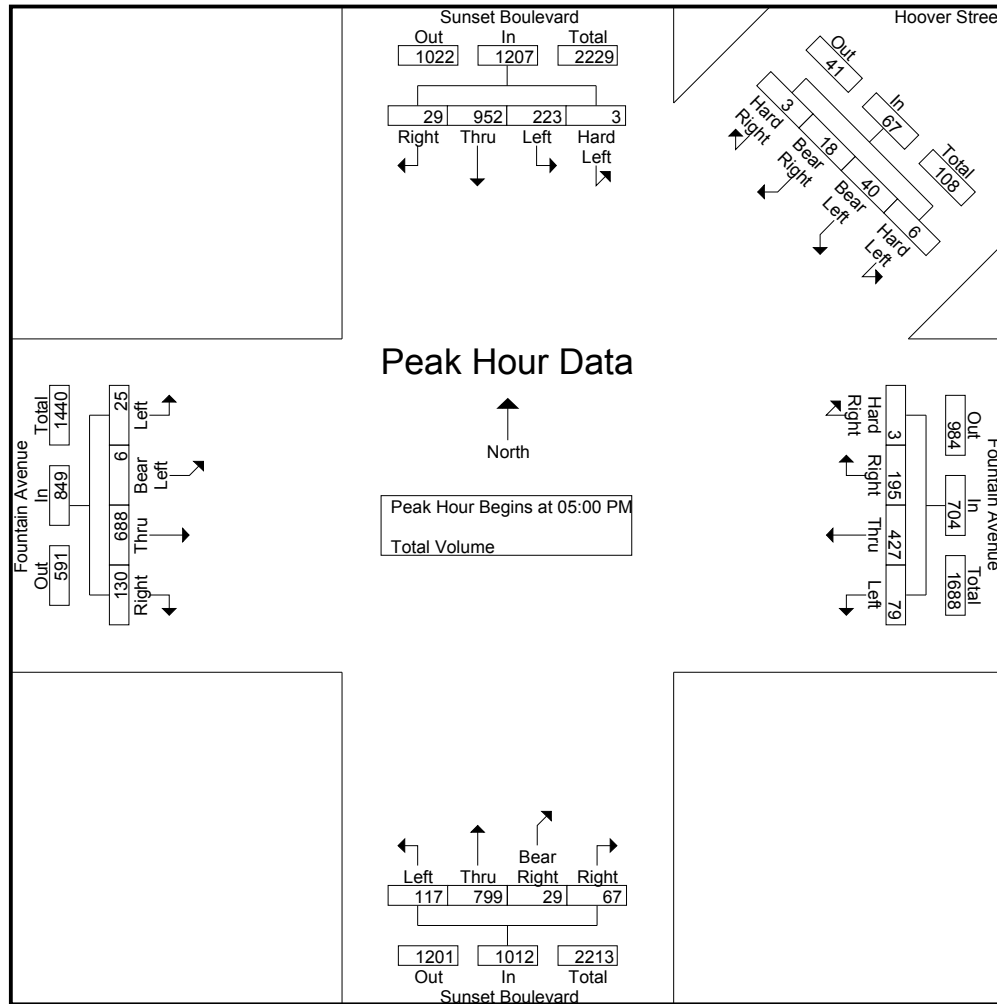 Sunset Boulevard
Out In Total
1022 1207 2229
29 952 223 3
Right Thru Left Hard Left
Hoover Stree
Out
41
In
67
Total
108
3 18 40 6
Hard Right
Bear Right
Bear Left
Hard Left
Peak Hour Data
North
Peak Hour Begins at 05:00 PM
Total Volume
Fountain Avenue
Out In Total
591 849 1440
130 688 6 25
Right Thru Bear Left Left
Fountain Avenue
Out In Total
984 704 1688
3 195 427 79
Hard Right Right Thru Left
Left Thru Bear Right Right
117 799 29 67
1201 1012 2213
Out In Total
Sunset Boulevard